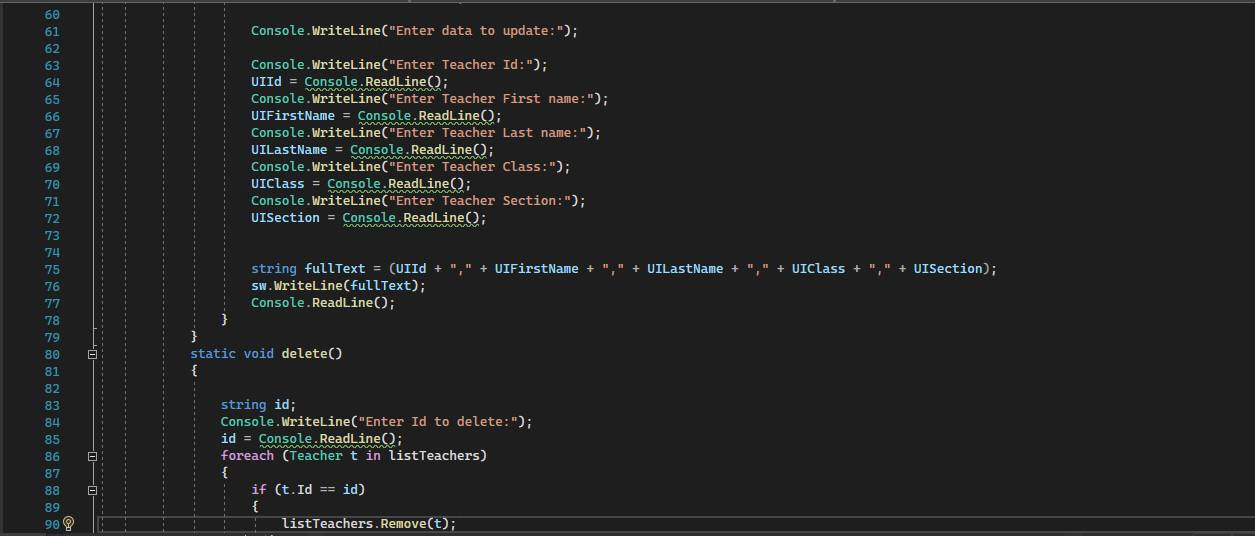 60
61 Console.WriteLine("Enter data to update:");
62
63 Console.WriteLine("Enter Teacher Id:");
64 UIId = Console.ReadLine();
65 Console.WriteLine("Enter Teacher First name:");
66 UIFirstName = Console.ReadLine();
67 Console.WriteLine("Enter Teacher Last name:");
68 UILastName = Console.ReadLine();
69 Console.WriteLine("Enter Teacher Class:");
70 UIClass = Console.ReadLine();
71 Console.WriteLine("Enter Teacher Section:");
72 UISection = Console.ReadLine();
73
74
75 string fullText = (UIId + "," + UIFirstName + "," + UILastName + "," + UIClass + "," + UISection);
76 sw.WriteLine(fullText);
77 Console.ReadLine();
78 }
79 }
80 static void delete()
81 {
82
83 string id;
84 Console.WriteLine("Enter Id to delete:");
85 id = Console.ReadLine();
86 foreach (Teacher t in listTeachers)
87 {
88 if (t.Id == id)
89 {
90 listTeachers.Remove(t);